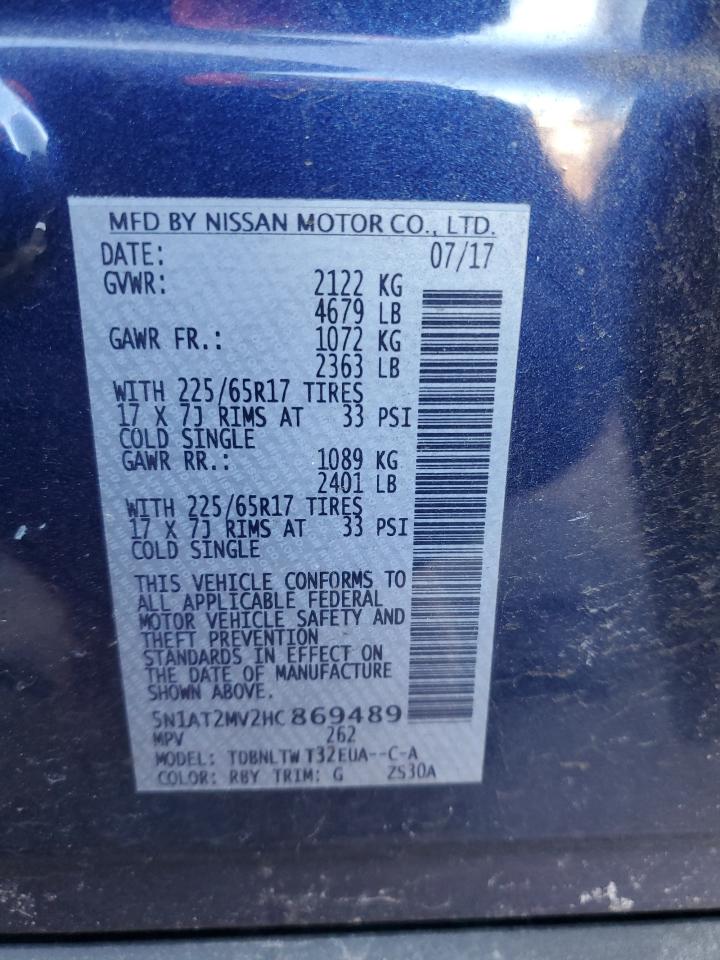 MFD BY NISSAN MOTOR CO., LTD.
DATE: 07/17
GVWR: 2122 KG
4679 LB
GAWR FR.: 1072 KG
2363 LB
WITH 225/65R17 TIRES
17 X 7J RIMS AT 33 PSI
COLD SINGLE
GAWR RR.: 1089 KG
2401 LB
WITH 225/65R17 TIRES
17 X 7J RIMS AT 33 PSI
COLD SINGLE
THIS VEHICLE CONFORMS TO
ALL APPLICABLE FEDERAL
MOTOR VEHICLE SAFETY AND
THEFT PREVENTION
STANDARDS IN EFFECT ON
THE DATE OF MANUFACTURE
SHOWN ABOVE.
5N1AT2MV2HC869489
MPV 262
MODEL: TDBNLTW T32EUA--C-A
COLOR: RBY TRIM: G ZS30A